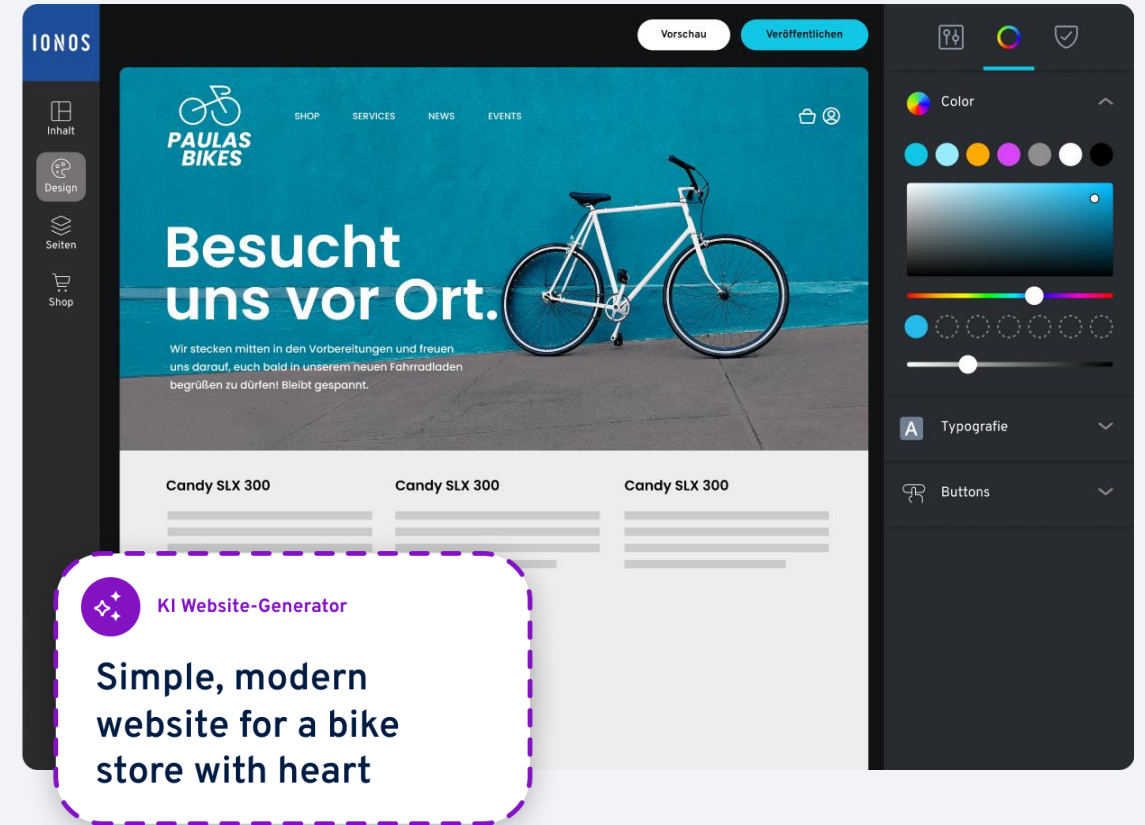 IONOS
Vorschau
Veröffentlichen
Inhalt
Design
Seiten
Shop
PAULAS
BIKES
SHOP
SERVICES
NEWS
EVENTS
Besucht
uns vor Ort.
Wir stecken mitten in den Vorbereitungen und freuen
uns darauf, euch bald in unserem neuen Fahrradladen
begrüßen zu dürfen! Bleibt gespannt.
Candy SLX 300
Candy SLX 300
Candy SLX 300
KI Website-Generator
Simple, modern
website for a bike
store with heart
Color
A
Typografie
Buttons